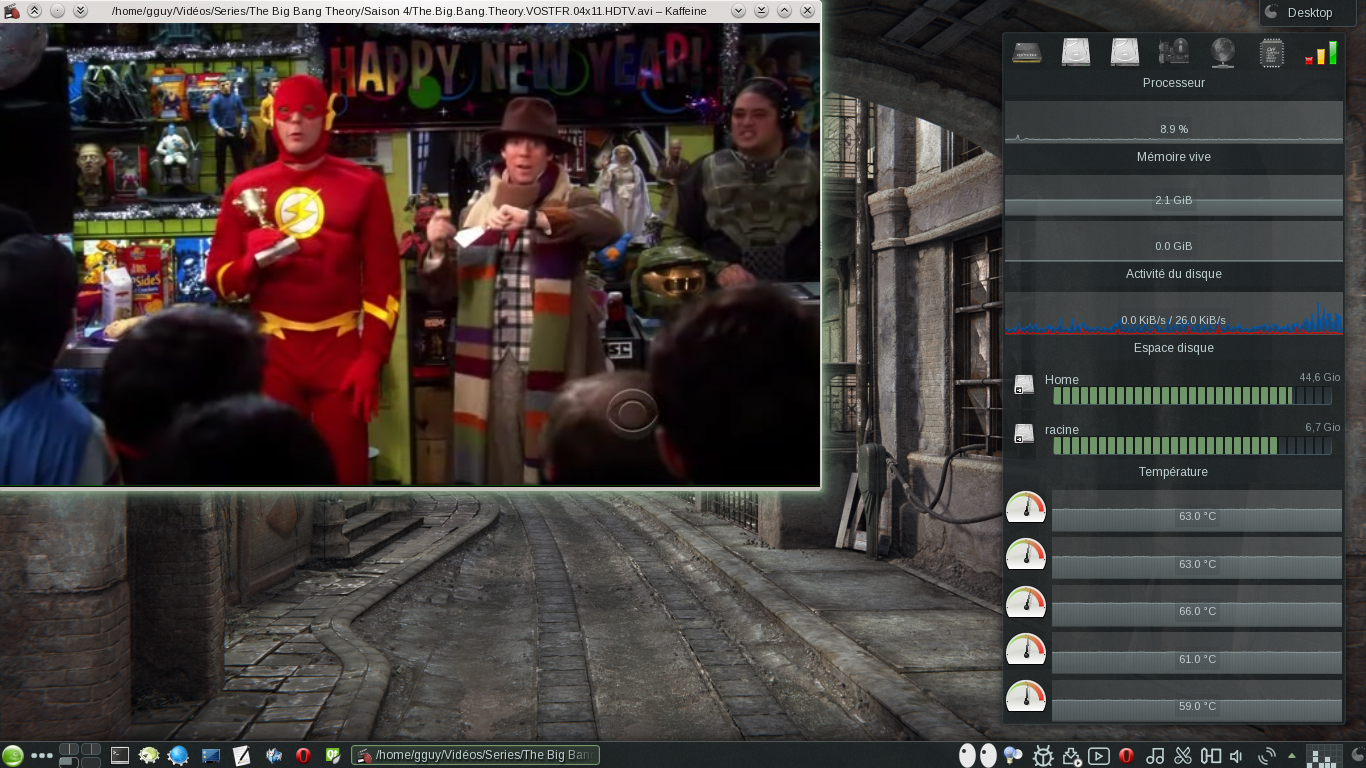 /home/gguy/Vidéos/Series/The Big Bang Theory/Saison 4/The.Big.Bang.Theory.VOSTFR.04x11.HDTV.avi – Kaffeine
HAPPY NEW YEAR!
Desktop
Processeur
8.9 %
Mémoire vive
2.1 GiB
0.0 GiB
Activité du disque
0.0 KiB/s / 26.0 KiB/s
Espace disque
Home
44,6 Gio
racine
6,7 Gio
Température
63.0 °C
63.0 °C
66.0 °C
61.0 °C
59.0 °C
/home/gguy/Vidéos/Series/The Big Ban